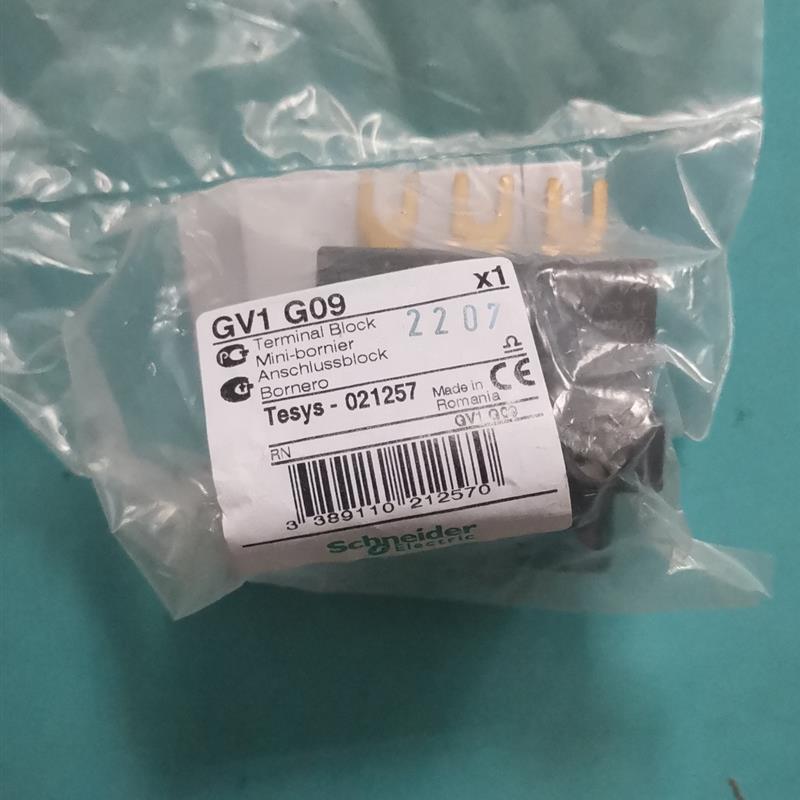 GV1 G09
x1
Terminal Block
Mini-bornier
Anschlussblock
Bornero
2207
Tesys - 021257
Made in
Romania
CE
GV1 G09
RN
3 389110 212570
Schneider
Electric